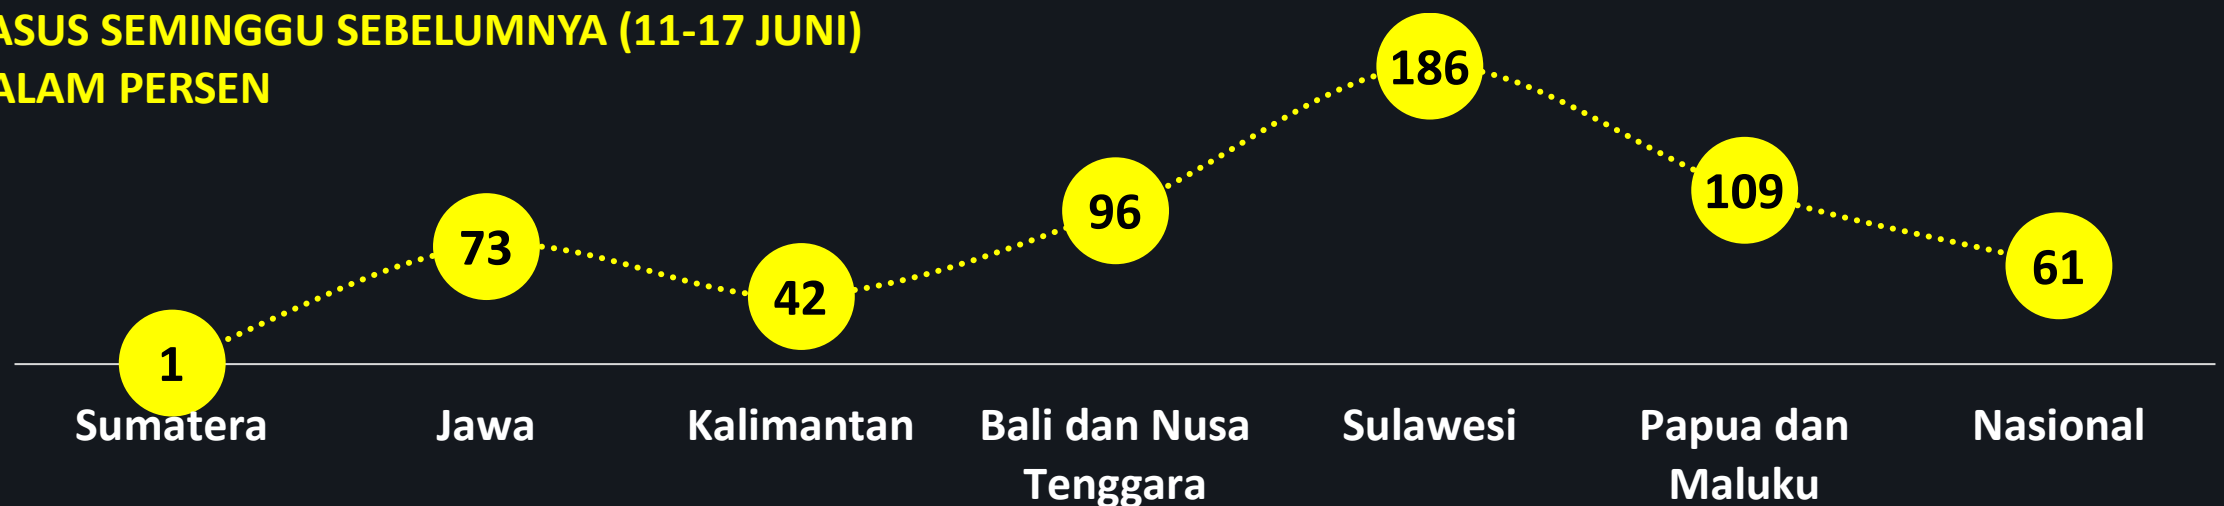 ASUS SEMINGGU SEBELUMNYA (11-17 JUNI)
ALAM PERSEN
186
109
96
73
61
42
1
Sumatera
Jawa
Kalimantan
Bali dan Nusa
Tenggara
Sulawesi
Papua dan
Maluku
Nasional